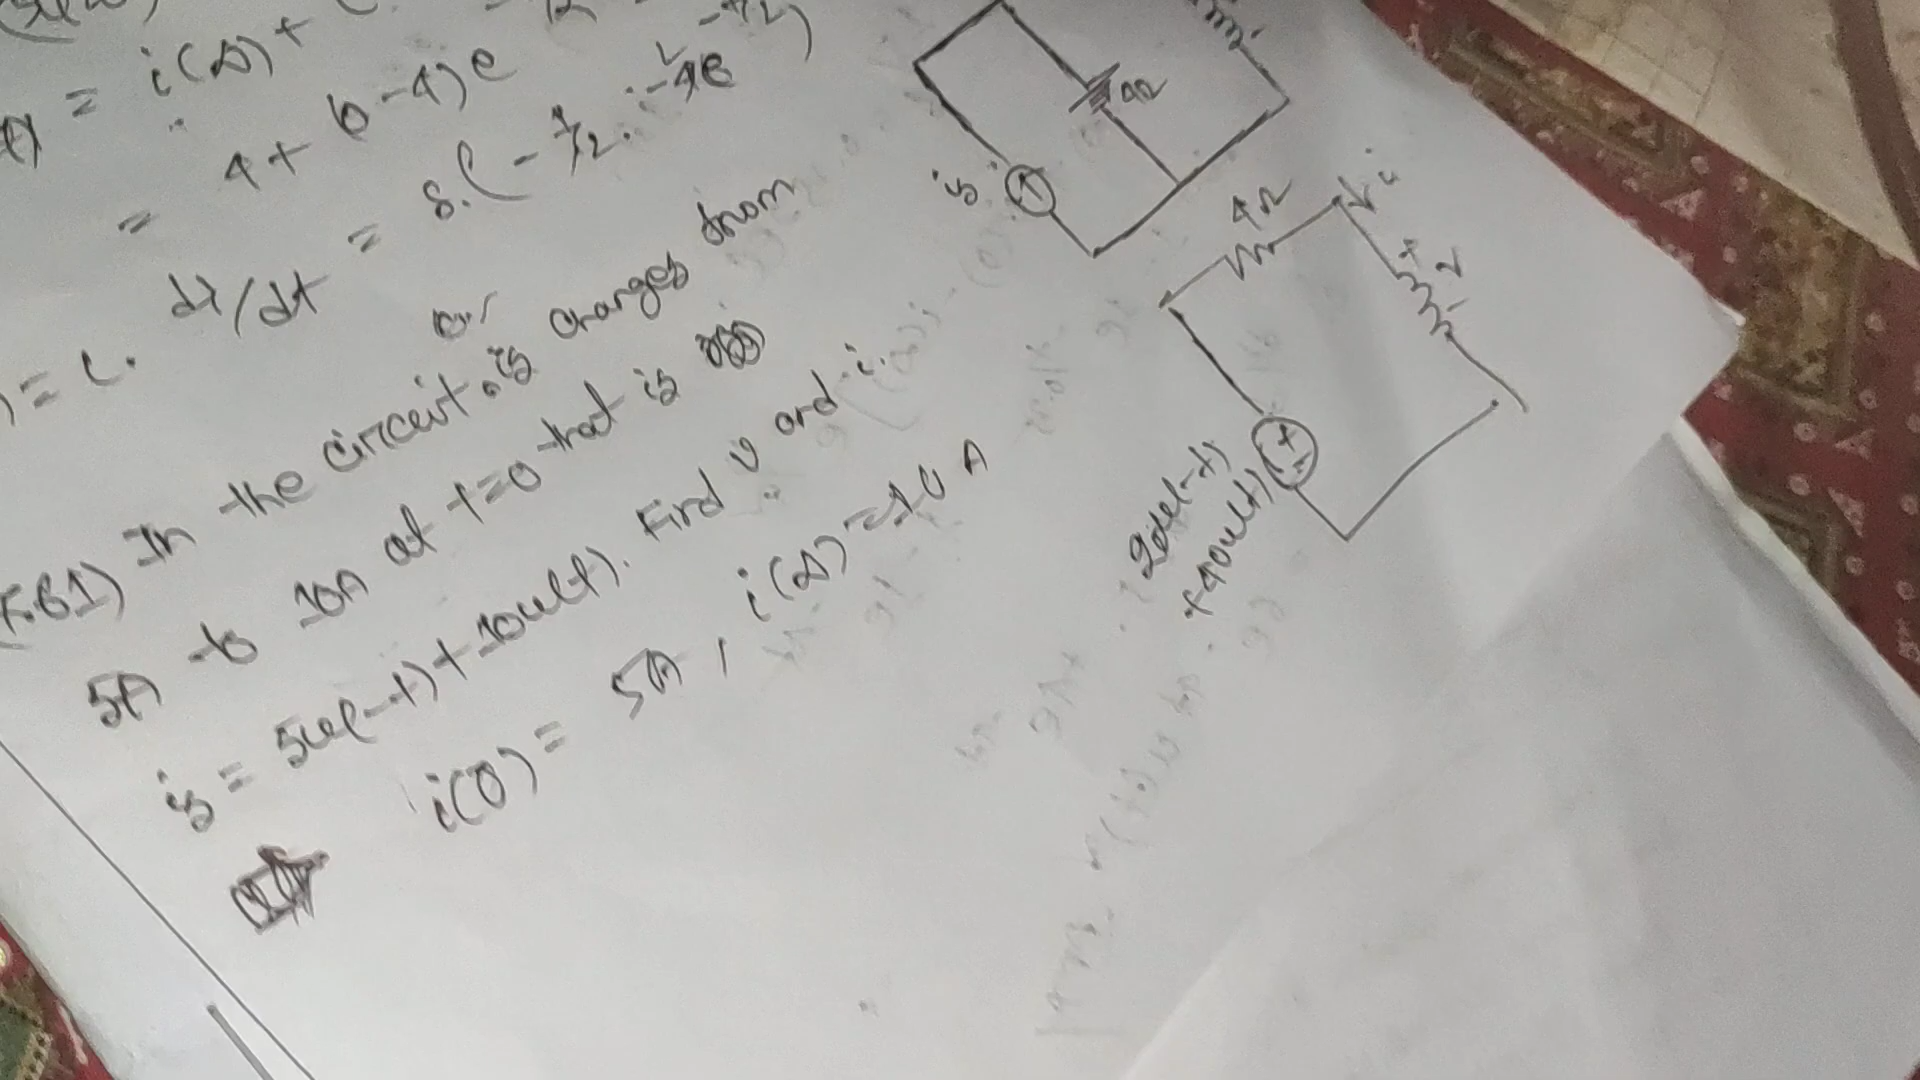 = i(∞) +
= 4 + (6-4)e
= L. di/dt = 8.(-1/2.
7.61) In the circuit is changes from
5A to 10A at t=0 that is
is = 5u(-t) + 10u(t). Find v and i.
i(0) = 5A, i(∞) = 10A
4Ω
is
4Ω
i
+
v
-
20u(-t)
+40u(t)